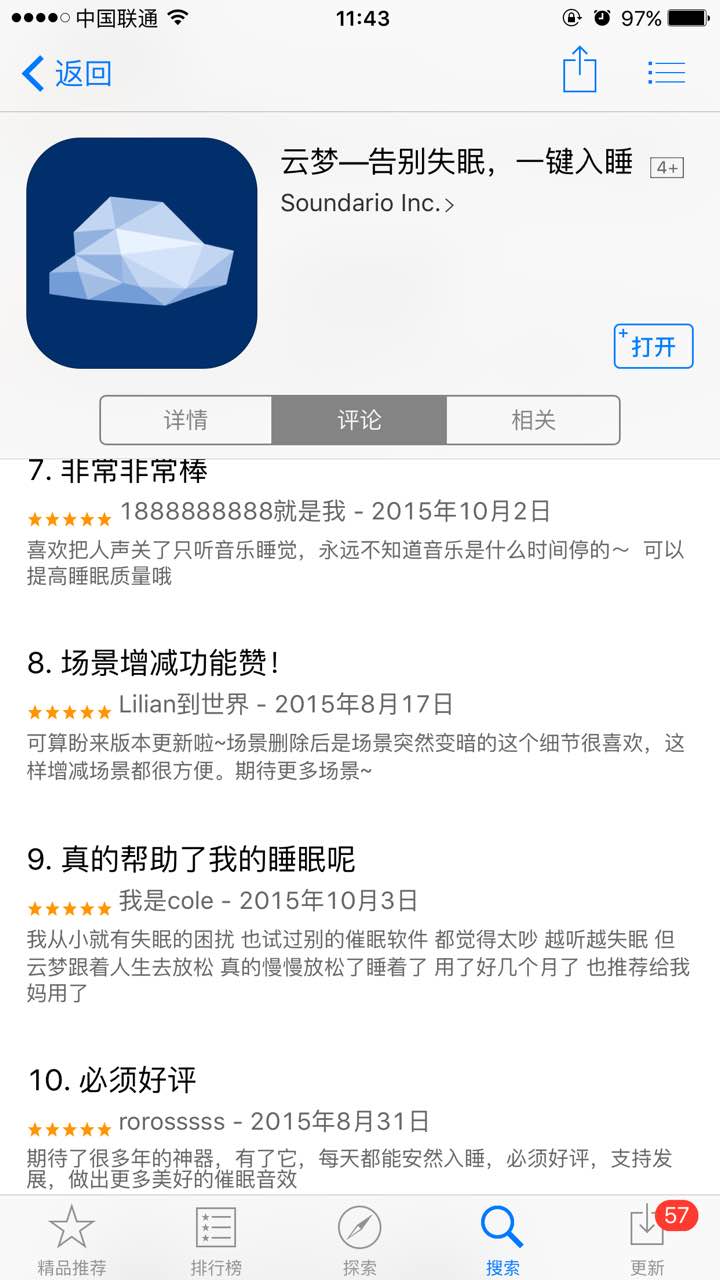 中国联通 11:43 97%
返回
云梦—告别失眠，一键入睡 4+
Soundario Inc.
+打开
详情 评论 相关
7. 非常非常棒
1888888888就是我 - 2015年10月2日
喜欢把人声关了只听音乐睡觉，永远不知道音乐是什么时间停的～ 可以
提高睡眠质量哦
8. 场景增减功能赞！
Lilian到世界 - 2015年8月17日
可算盼来版本更新啦~场景删除后是场景突然变暗的这个细节很喜欢，这
样增减场景都很方便。期待更多场景~
9. 真的帮助了我的睡眠呢
我是cole - 2015年10月3日
我从小就有失眠的困扰 也试过别的催眠软件 都觉得太吵 越听越失眠 但
云梦跟着人生去放松 真的慢慢放松了睡着了 用了好几个月了 也推荐给我
妈用了
10. 必须好评
rorosssss - 2015年8月31日
期待了很多年的神器，有了它，每天都能安然入睡，必须好评，支持发
展，做出更多美好的催眠音效
57
精品推荐 排行榜 探索 搜索 更新